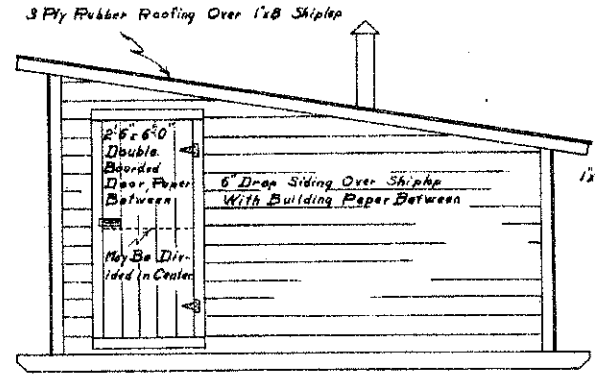 3 Ply Rubber Roofing Over 1"x8 Shiplap
2'6"x 6'0"
Double
Boarded
Door, Paper
Between
6" Drop Siding Over Shiplap
With Building Paper Between
May Be Div-
ided in Center
1"x